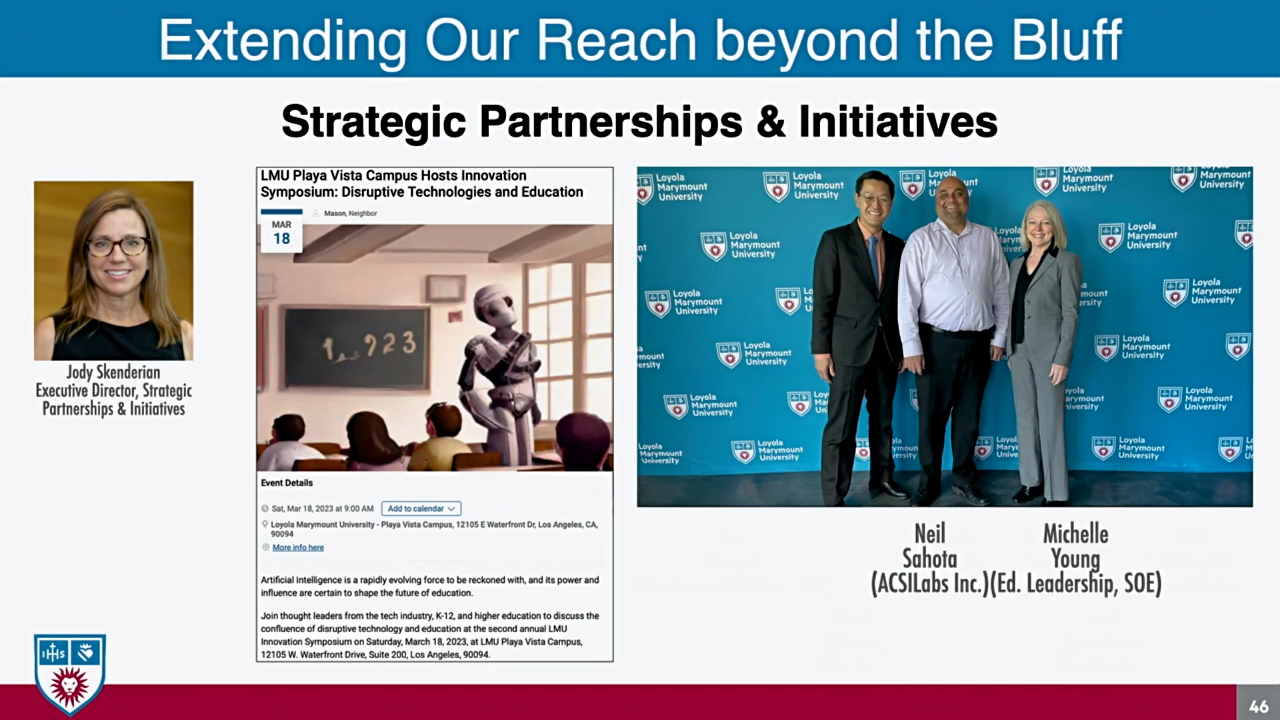 Extending Our Reach beyond the Bluff
Strategic Partnerships & Initiatives
Jody Skenderian
Executive Director, Strategic
Partnerships & Initiatives
LMU Playa Vista Campus Hosts Innovation
Symposium: Disruptive Technologies and Education
MAR
18
Mason, Neighbor
Event Details
Sat, Mar 18, 2023 at 9:00 AM
Add to calendar
Loyola Marymount University - Playa Vista Campus, 12105 E Waterfront Dr, Los Angeles, CA,
90094
More info here
Artificial Intelligence is a rapidly evolving force to be reckoned with, and its power and
influence are certain to shape the future of education.
Join thought leaders from the tech industry, K-12, and higher education to discuss the
confluence of disruptive technology and education at the second annual LMU
Innovation Symposium on Saturday, March 18, 2023, at LMU Playa Vista Campus,
12105 W. Waterfront Drive, Suite 200, Los Angeles, 90094.
Loyola
Marymount
University
Neil
Sahota
(ACSILabs Inc.)
Michelle
Young
(Ed. Leadership, SOE)
IHS
46